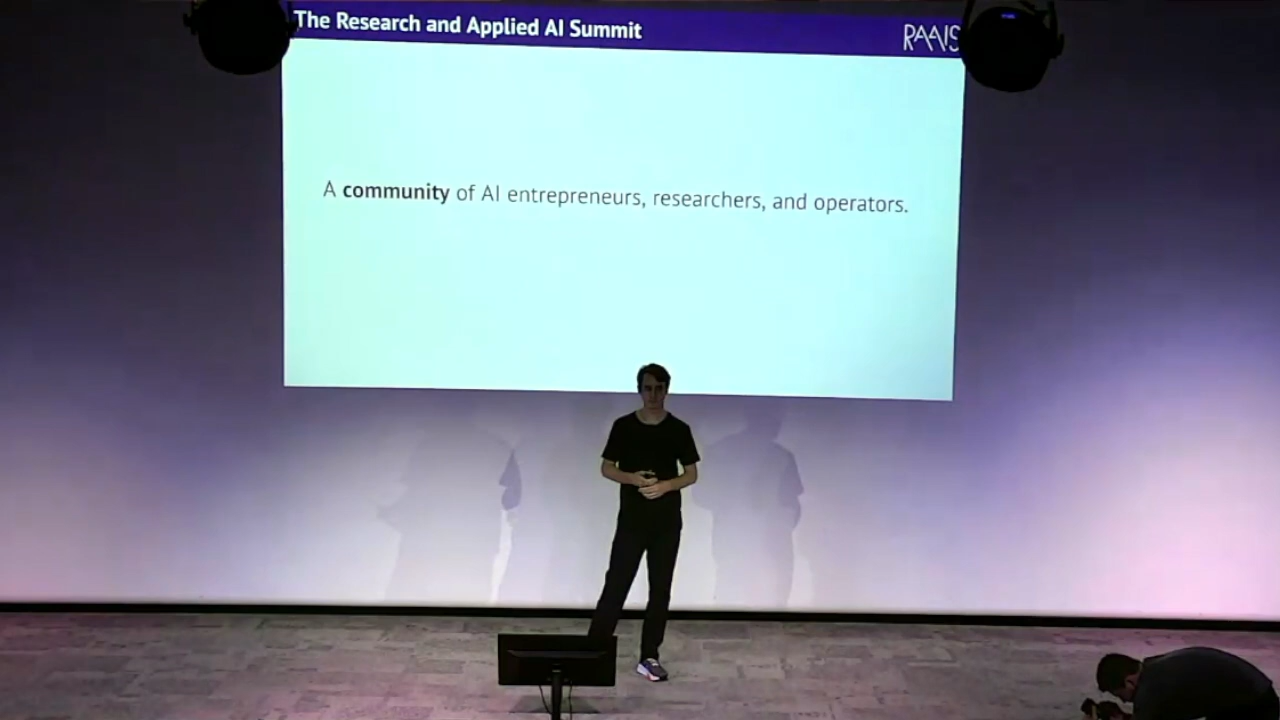 The Research and Applied AI Summit
RAAIS
A community of AI entrepreneurs, researchers, and operators.